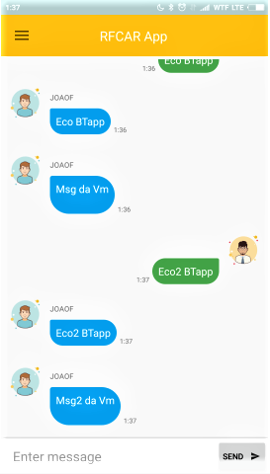 1:37
WTF LTE
RFCAR App
Eco BTapp
1:36
JOAOF
Eco BTapp
1:36
JOAOF
Msg da Vm
1:36
Eco2 BTapp
1:37
JOAOF
Eco2 BTapp
1:37
JOAOF
Msg2 da Vm
1:37
Enter message
SEND